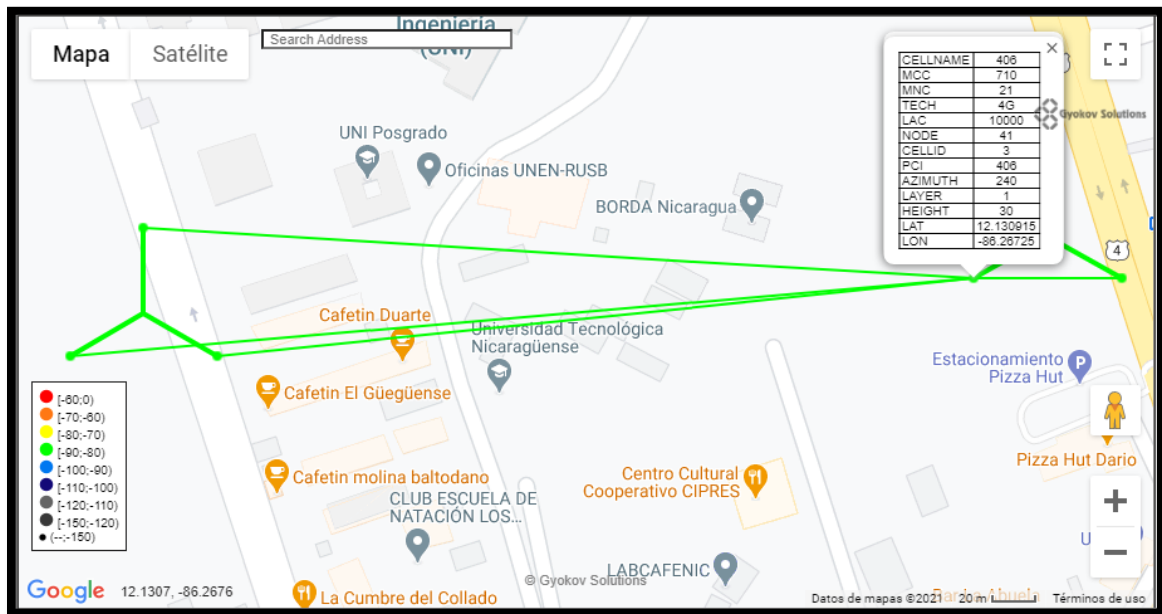 Mapa
Satélite
Search Address
Ingeniería
(UNI)
UNI Posgrado
Oficinas UNEN-RUSB
BORDA Nicaragua
CELLNAME 406
MCC 710
MNC 21
TECH 4G
LAC 10000
NODE 41
CELLID 3
PCI 406
AZIMUTH 240
LAYER 1
HEIGHT 30
LAT 12.130915
LON -86.26725
Gyokov Solutions
4
Cafetin Duarte
Universidad Tecnológica
Nicaragüense
Cafetin El Güegüense
Estacionamiento
Pizza Hut
P
Pizza Hut Dario
[-60;0)
[-70;-60)
[-80;-70)
[-90;-80)
[-100;-90)
[-110;-100)
[-120;-110)
[-150;-120)
(--;-150)
Cafetin molina baltodano
Centro Cultural
Cooperativo CIPRES
CLUB ESCUELA DE
NATACIÓN LOS...
LABCAFENIC
© Gyokov Solutions
Google
12.1307, -86.2676
La Cumbre del Collado
Datos de mapas ©2021
20 m
Términos de uso